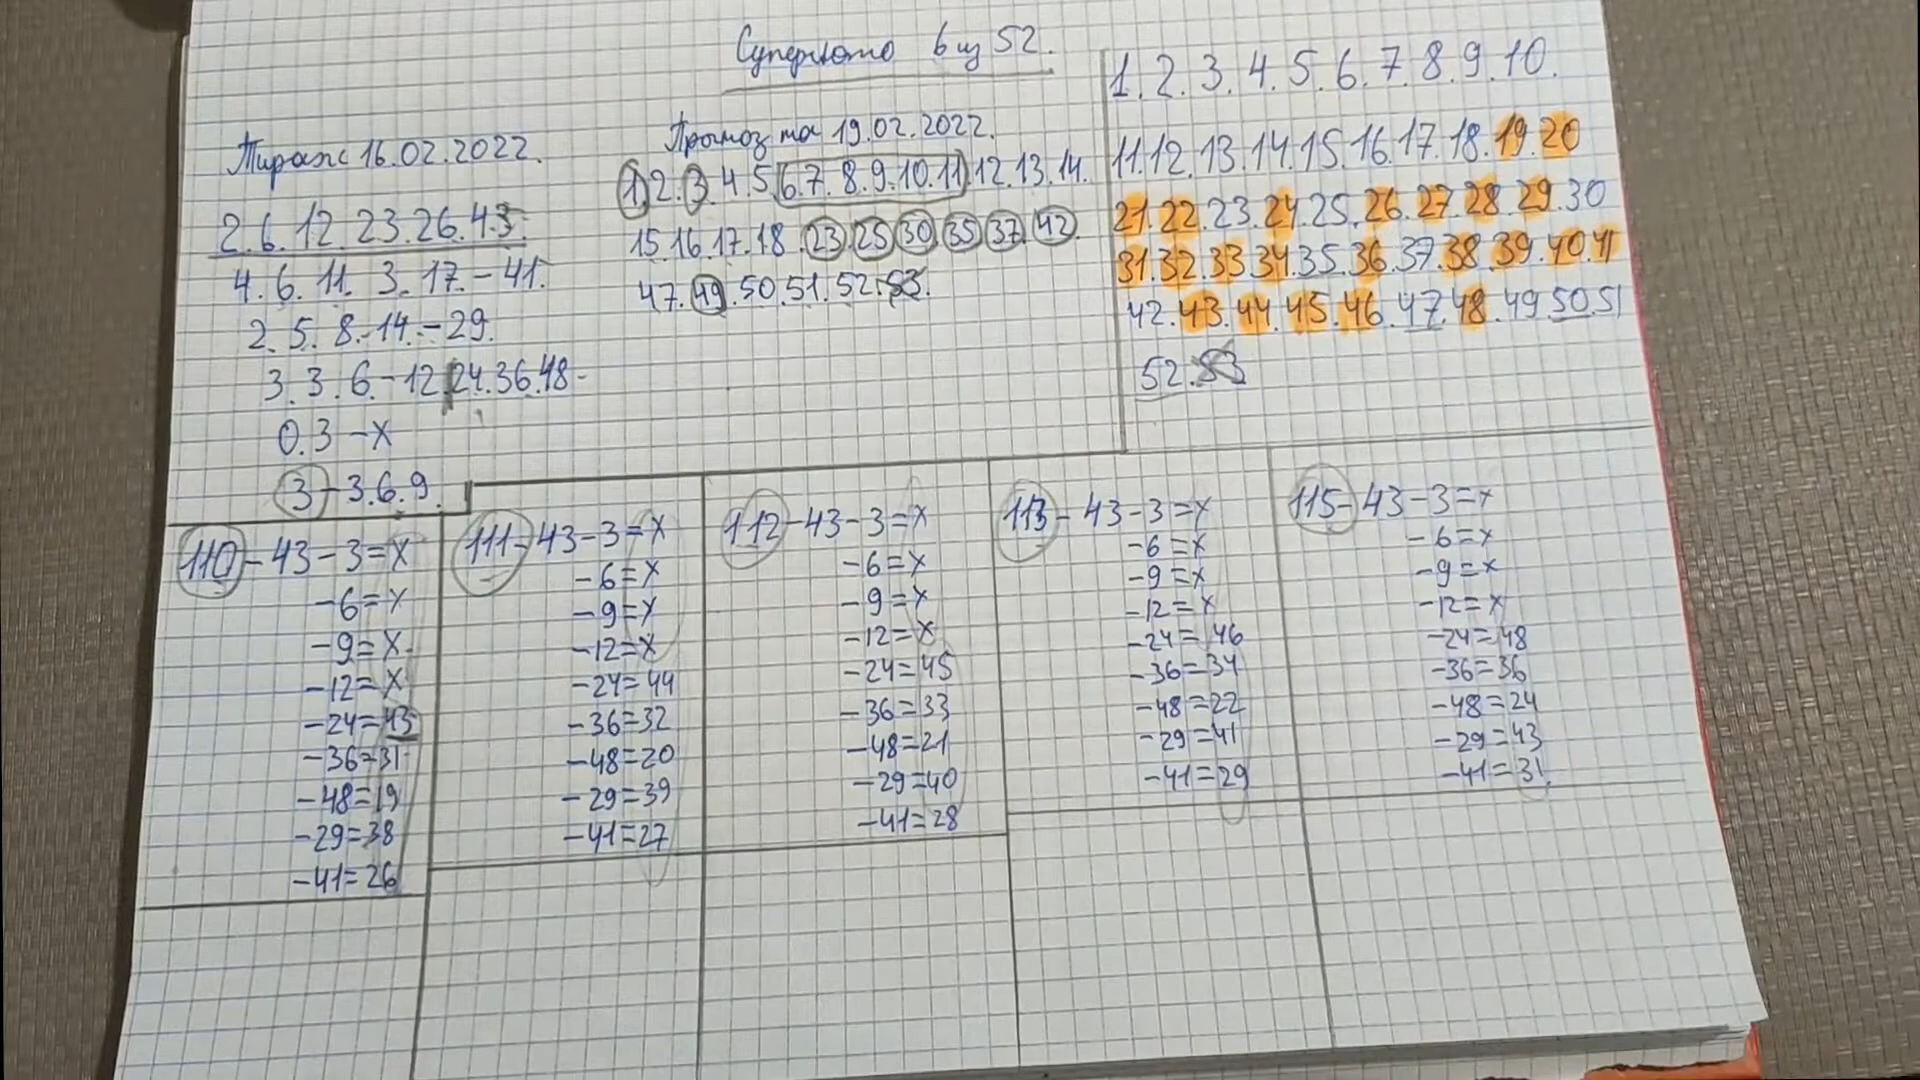 Суперлото 6 из 52.
Тираж 16.02.2022.
2.6.12.23.26.43.
4.6.11.3.17.-41.
2.5.8.-14.-29.
3.3.6-12 24.36.48-
0.3-X
3-3.6.9.
Прогноз на 19.02.2022.
1.2.3.4.5.6.7.8.9.10.11.12.13.14.
15.16.17.18.23.25.30.35.37.42.
47.49.50.51.52.53.
1.2.3.4.5.6.7.8.9.10.
11.12.13.14.15.16.17.18.19.20
21.22.23.24.25.26.27.28.29.30
31.32.33.34.35.36.37.38.39.40.41
42.43.44.45.46.47.48.49.50.51
52.53
110-43-3=X
-6=X
-9=X
-12=X
-24=43
-36=31
-48=19
-29=38
-41=26
111-43-3=X
-6=X
-9=X
-12=X
-24=44
-36=32
-48=20
-29=39
-41=27
112-43-3=X
-6=X
-9=X
-12=X
-24=45
-36=33
-48=21
-29=40
-41=28
113-43-3=X
-6=X
-9=X
-12=X
-24=46
-36=34
-48=22
-29=41
-41=29
115-43-3=X
-6=X
-9=X
-12=X
-24=48
-36=36
-48=24
-29=43
-41=31.